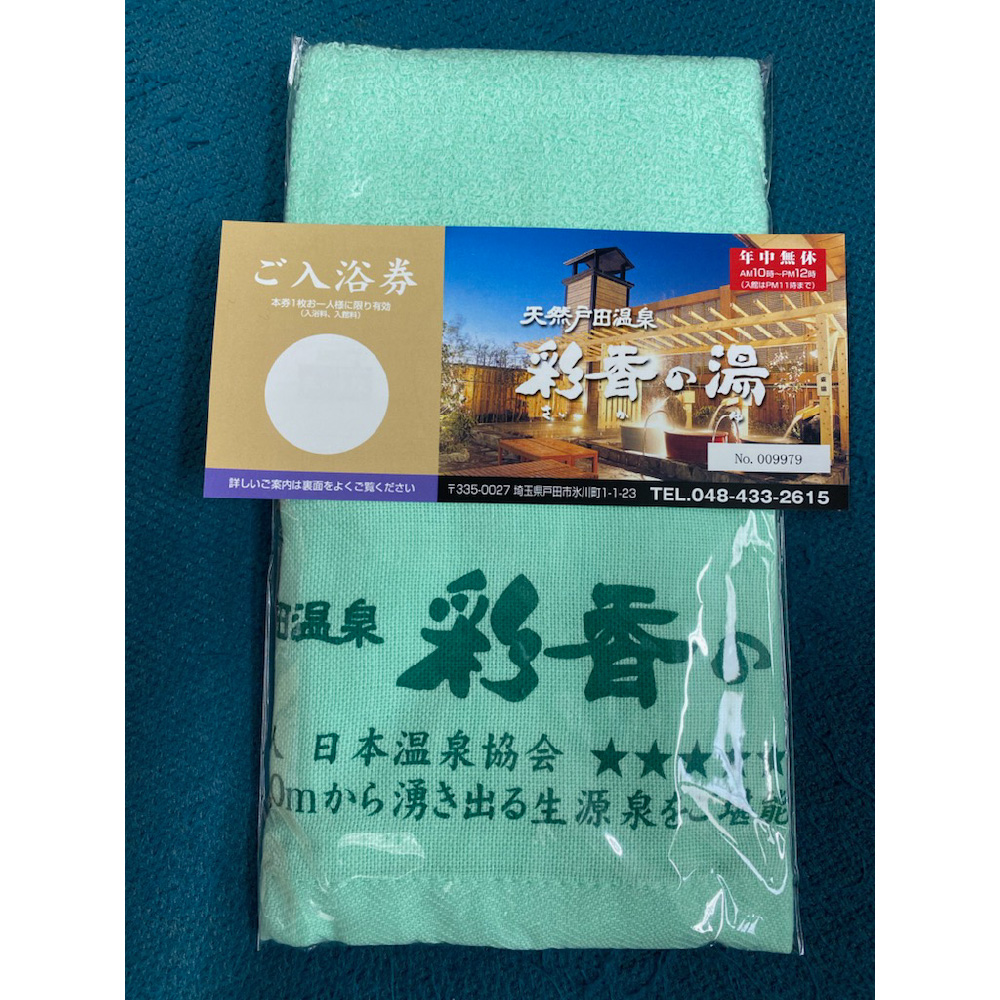 ご入浴券
本券1枚お一人様に限り有効
(入浴料、入館料)
詳しいご案内は裏面をよくご覧ください
年中無休
AM10時~PM12時
(入館はPM11時まで)
天然戸田温泉
彩香の湯
さいかのゆ
No. 009979
〒335-0027 埼玉県戸田市氷川町1-1-23 TEL.048-433-2615
田温泉 彩香の
日本温泉協会 ★★★★★
0mから湧き出る生源泉をご堪能